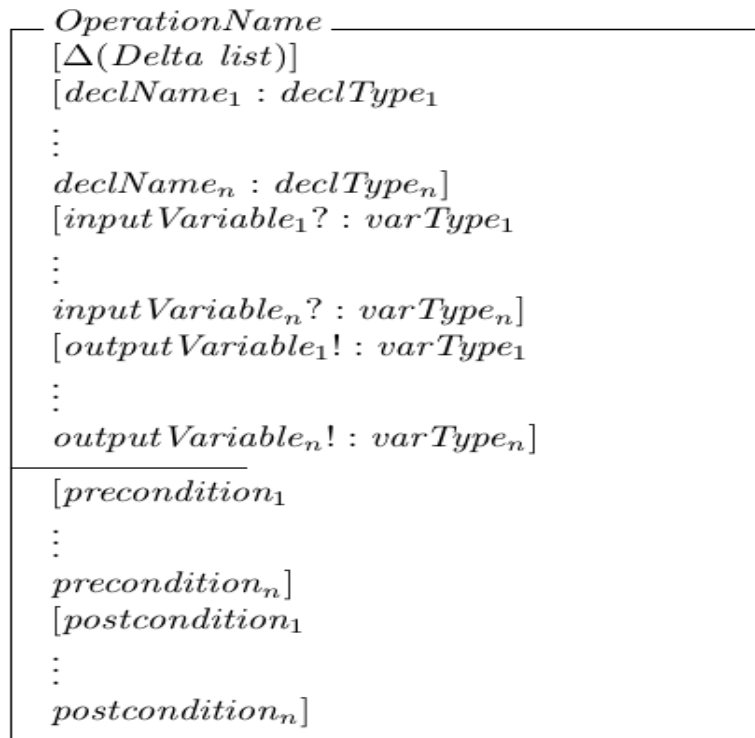 OperationName
[Δ(Delta list)]
[declName₁ : declType₁
⋮
declNameₙ : declTypeₙ]
[inputVariable₁? : varType₁
⋮
inputVariableₙ? : varTypeₙ]
[outputVariable₁! : varType₁
⋮
outputVariableₙ! : varTypeₙ]
[precondition₁
⋮
preconditionₙ]
[postcondition₁
⋮
postconditionₙ]